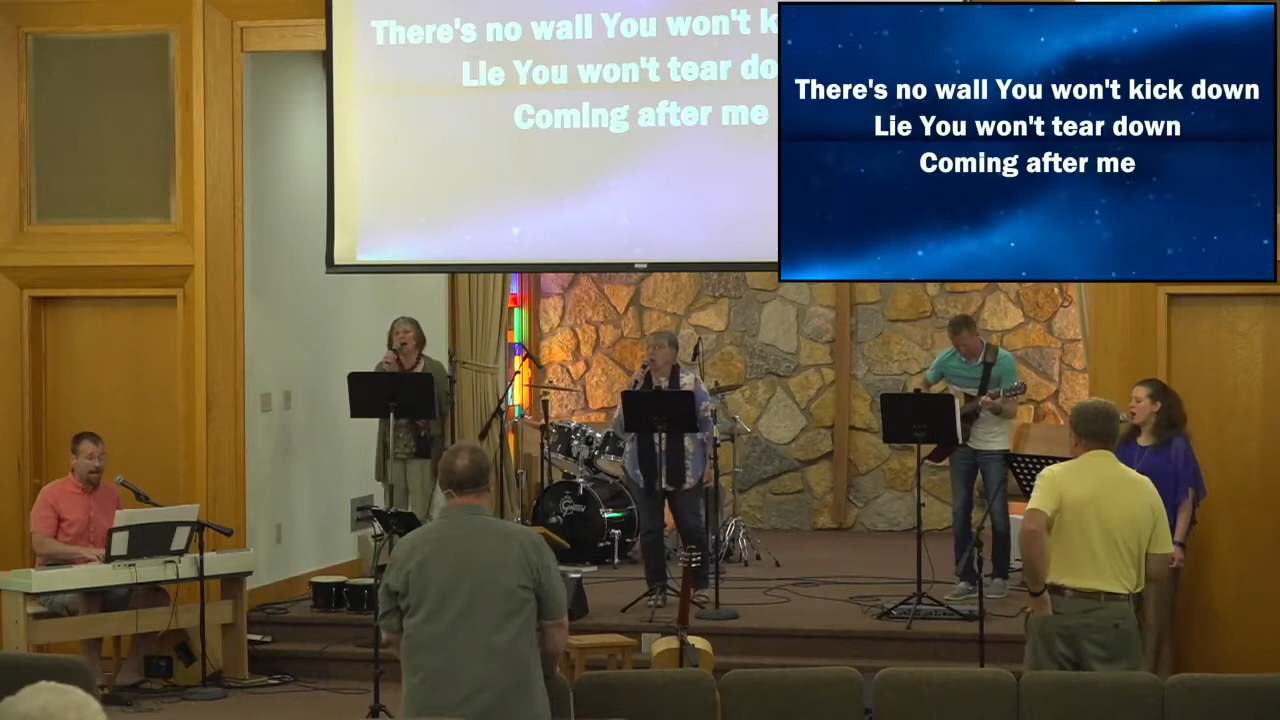 There's no wall You won't k
Lie You won't tear do
Coming after me
There's no wall You won't kick down
Lie You won't tear down
Coming after me